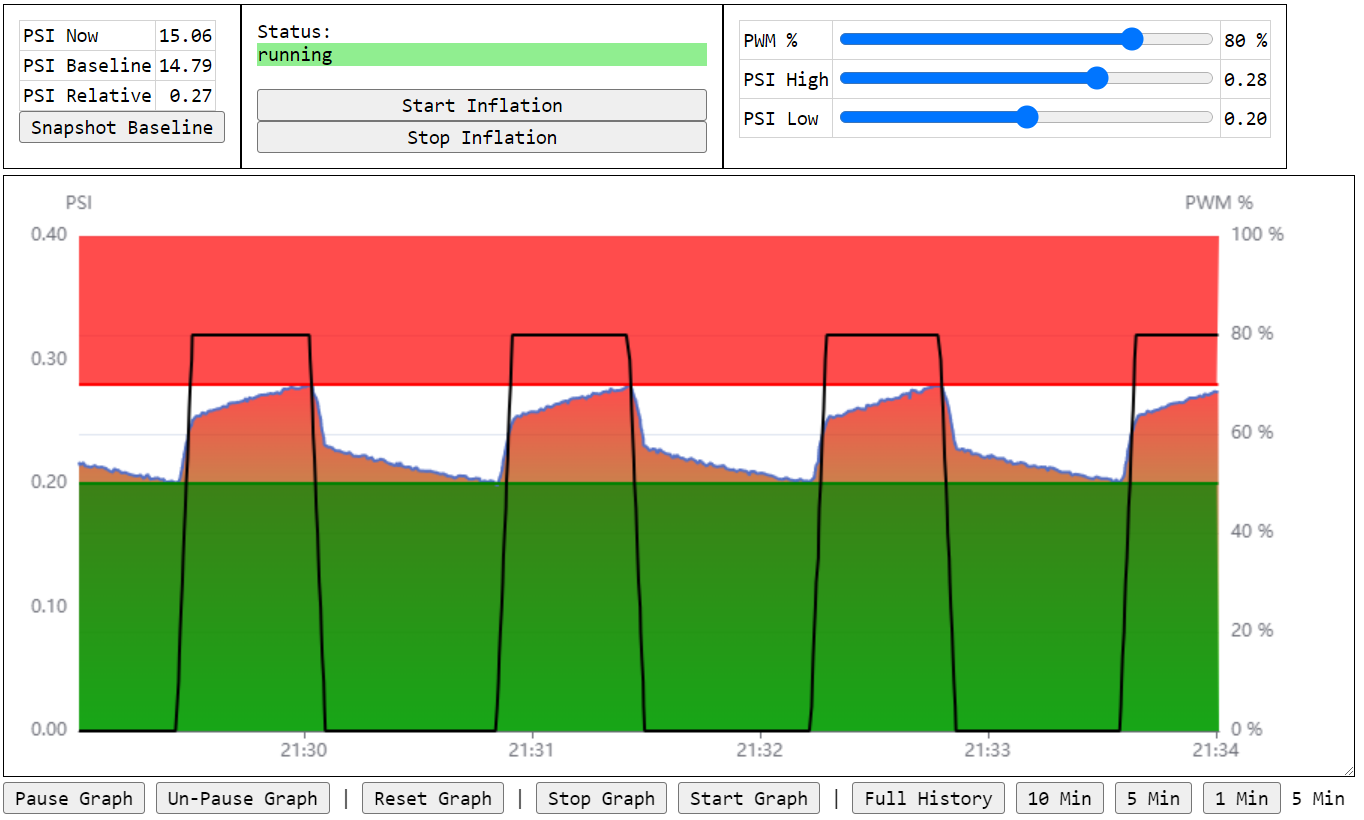 PSI Now 15.06
PSI Baseline 14.79
PSI Relative 0.27
Snapshot Baseline
Status:
running
Start Inflation
Stop Inflation
PWM % 80 %
PSI High 0.28
PSI Low 0.20
PSI PWM %
0.40 100 %
80 %
0.30
60 %
0.20
40 %
0.10
20 %
0.00 0 %
21:30 21:31 21:32 21:33 21:34
Pause Graph Un-Pause Graph | Reset Graph | Stop Graph Start Graph | Full History 10 Min 5 Min 1 Min 5 Min